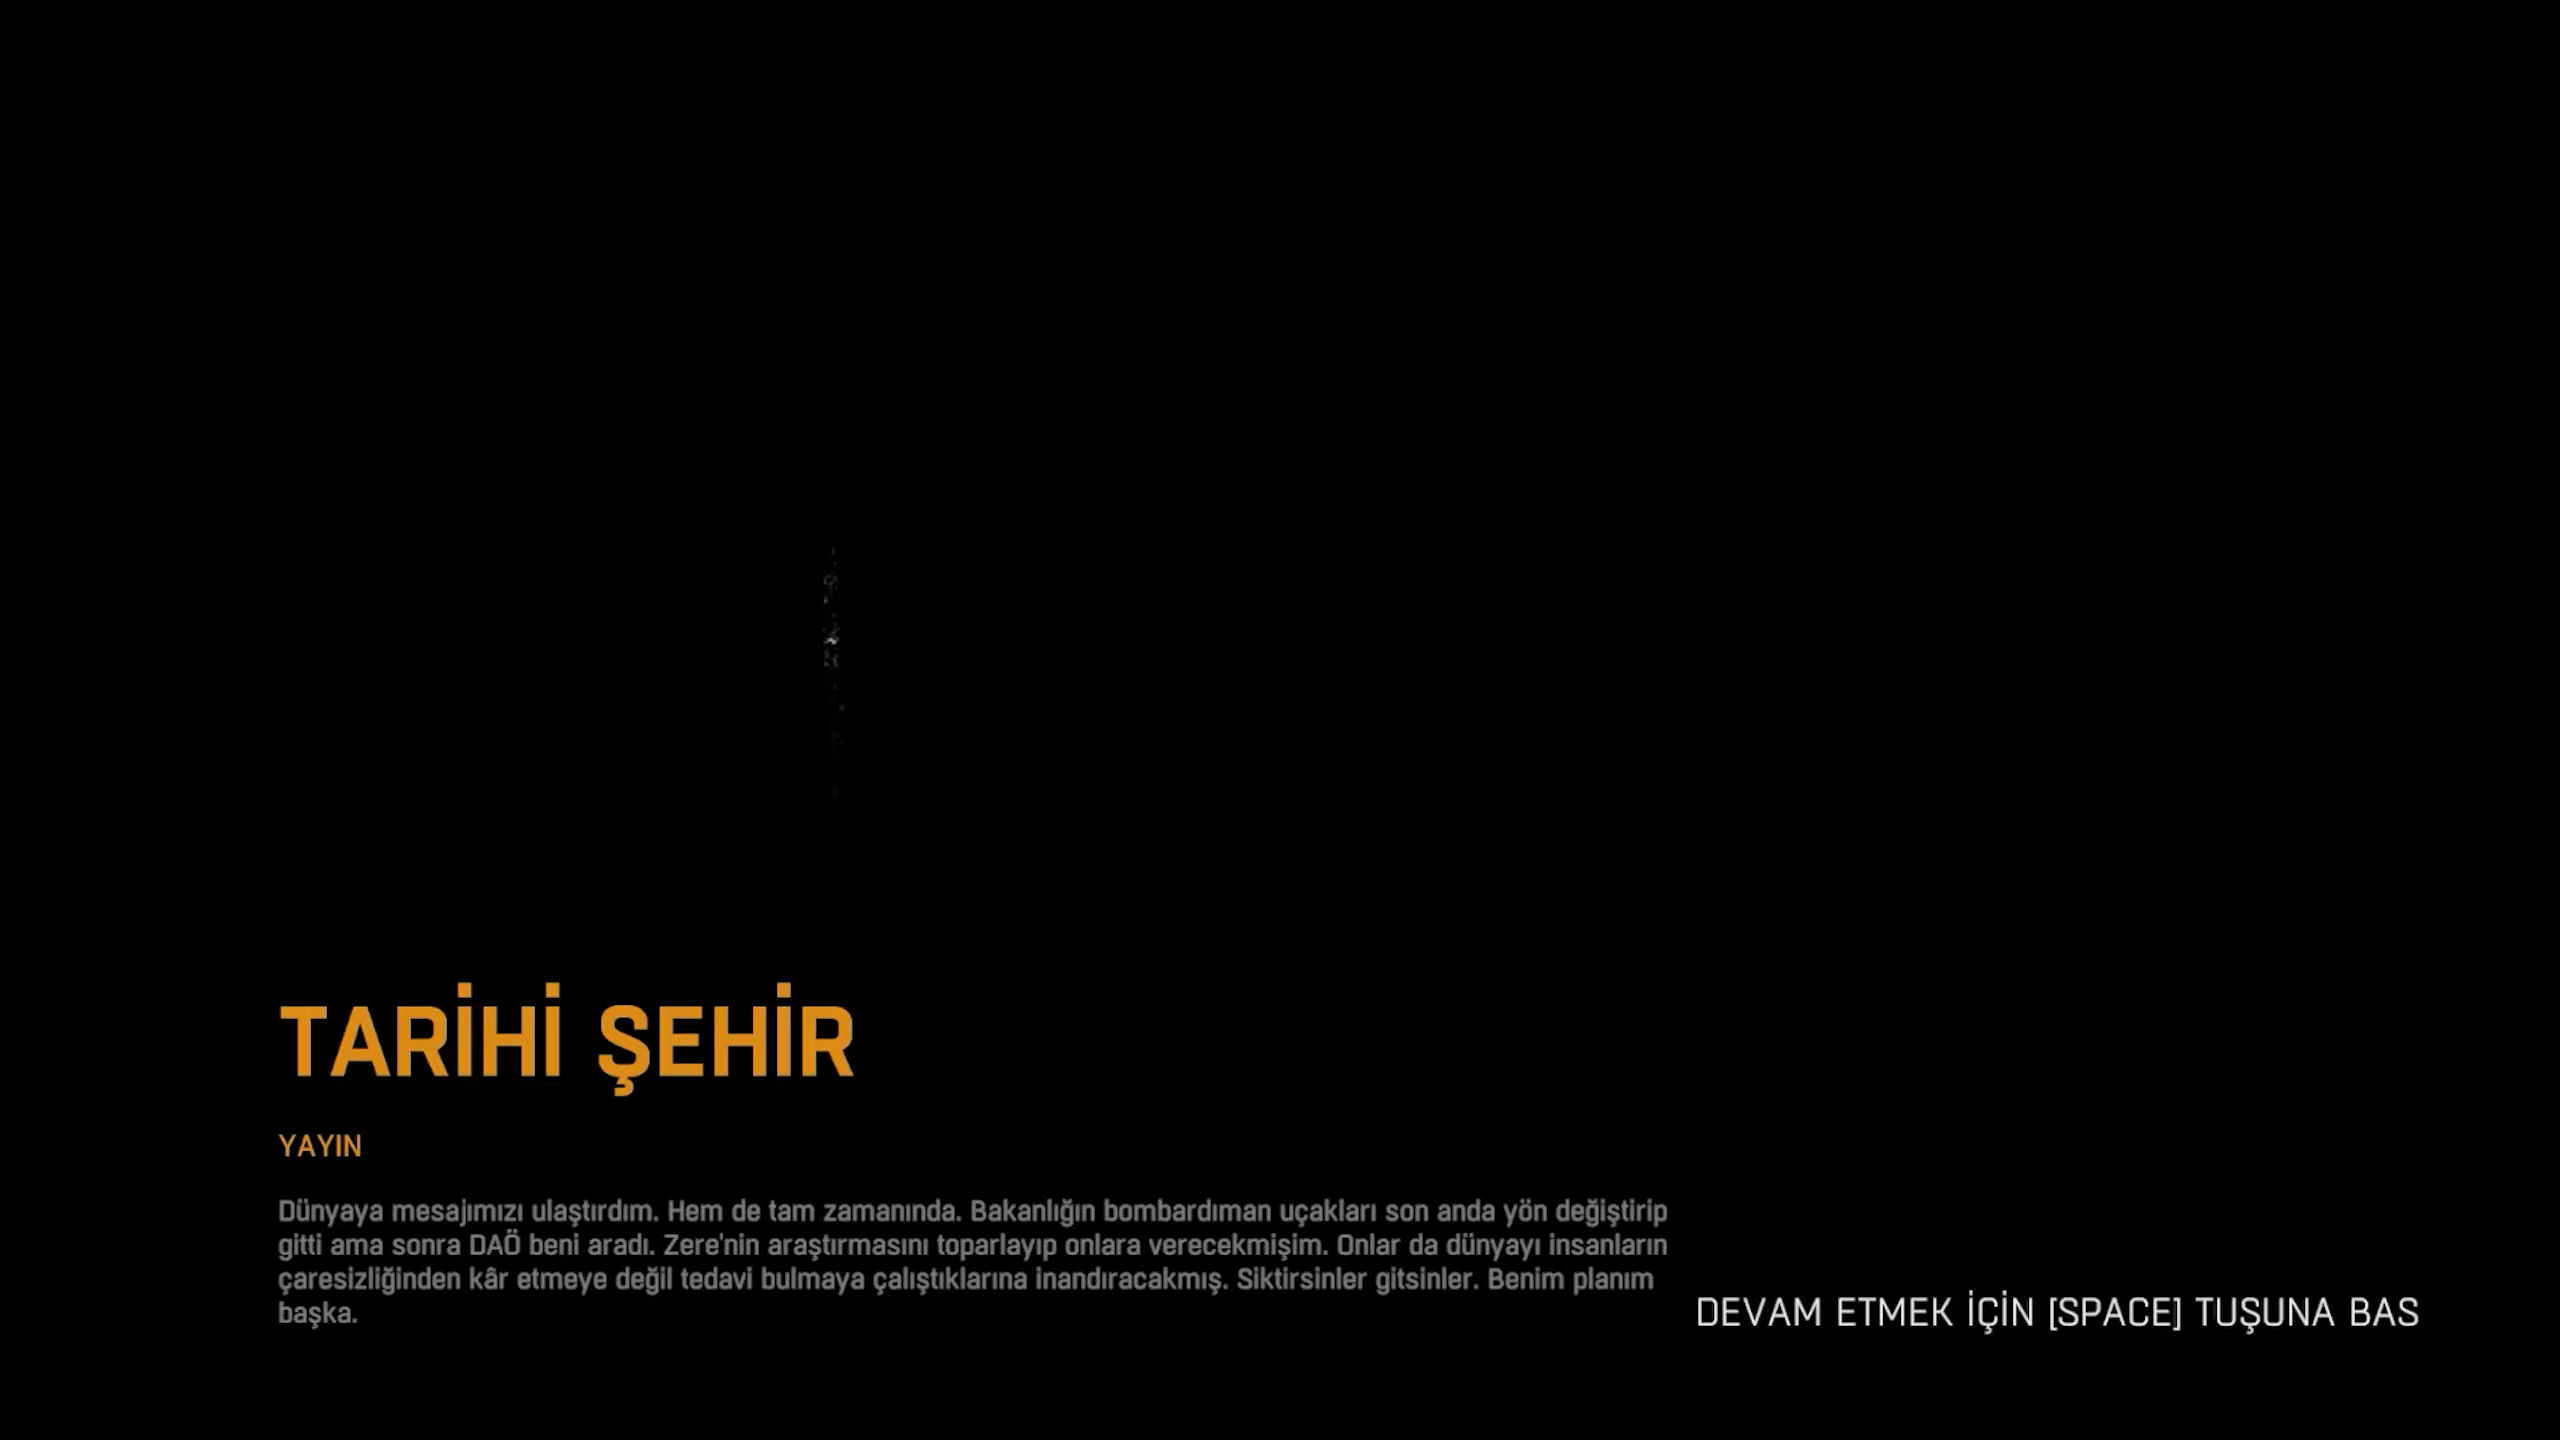 TARİHİ ŞEHİR
YAYIN
Dünyaya mesajımızı ulaştırdım. Hem de tam zamanında. Bakanlığın bombardıman uçakları son anda yön değiştirip
gitti ama sonra DAÖ beni aradı. Zere'nin araştırmasını toparlayıp onlara verecekmişim. Onlar da dünyayı insanların
çaresizliğinden kâr etmeye değil tedavi bulmaya çalıştıklarına inandıracakmış. Siktirsinler gitsinler. Benim planım
başka.
DEVAM ETMEK İÇİN [SPACE] TUŞUNA BAS